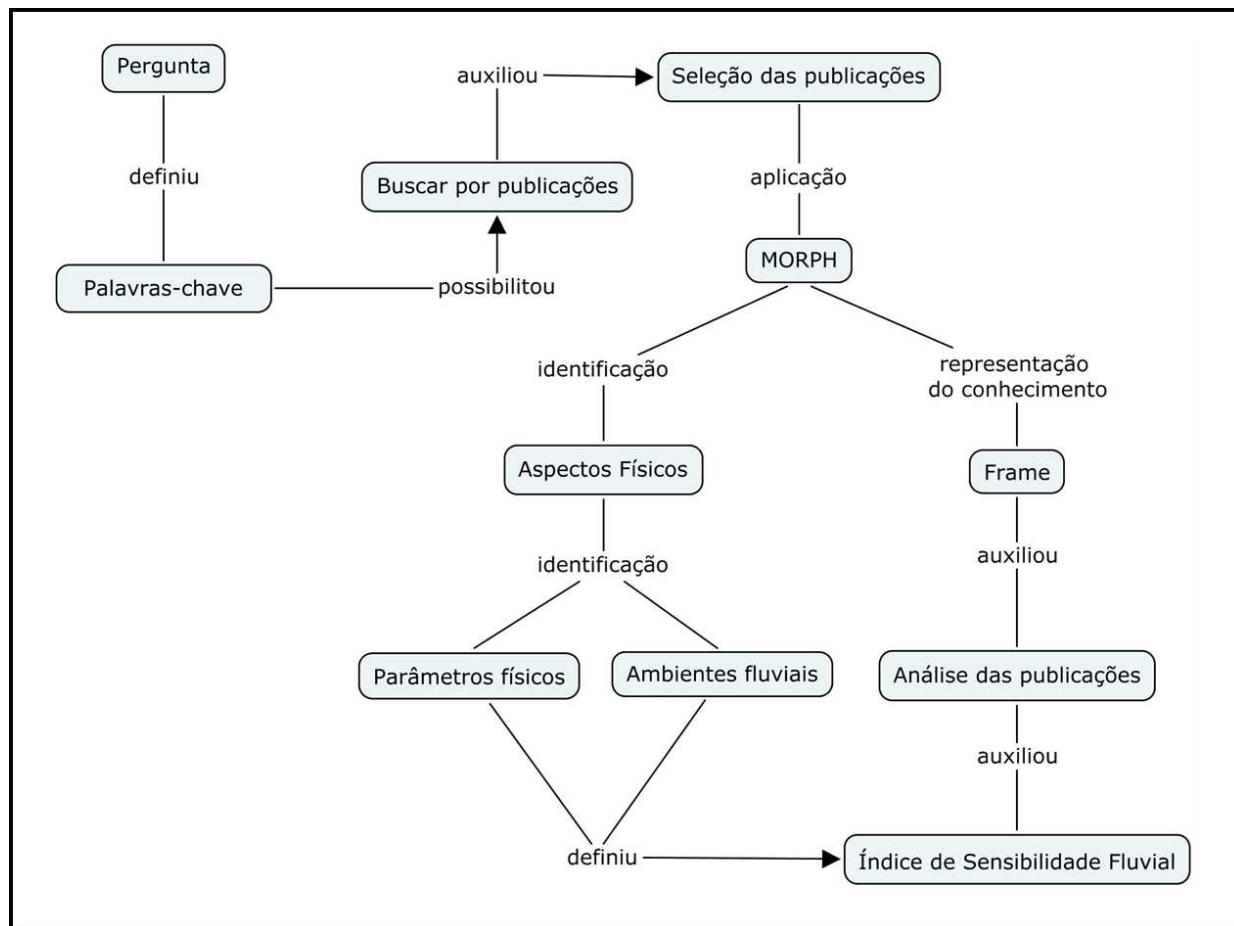 Pergunta
definiu
Palavras-chave
possibilitou
Buscar por publicações
auxiliou
Seleção das publicações
aplicação
MORPH
identificação
Aspectos Físicos
identificação
Parâmetros físicos
Ambientes fluviais
definiu
representação
do conhecimento
Frame
auxiliou
Análise das publicações
auxiliou
Índice de Sensibilidade Fluvial